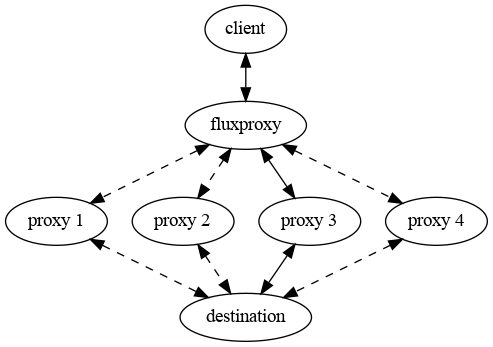 client
fluxproxy
proxy 1
proxy 2
proxy 3
proxy 4
destination